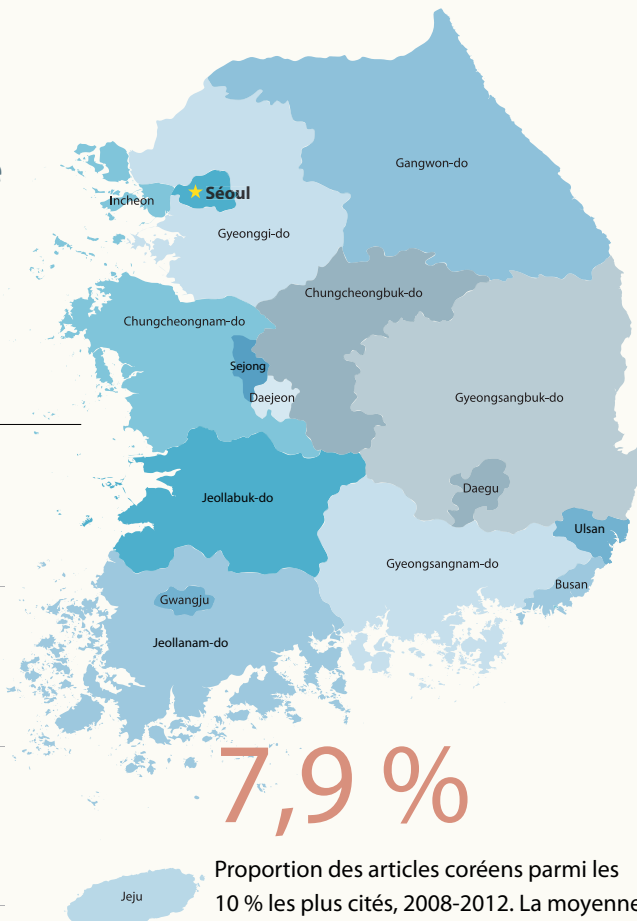 Gangwon-do
Séoul
Incheon
Gyeonggi-do
Chungcheongbuk-do
Chungcheongnam-do
Sejong
Daejeon
Gyeongsangbuk-do
Daegu
Jeollabuk-do
Ulsan
Gyeongsangnam-do
Busan
Gwangju
Jeollanam-do
7,9 %
Proportion des articles coréens parmi les
10 % les plus cités, 2008-2012. La moyenne
Jeju